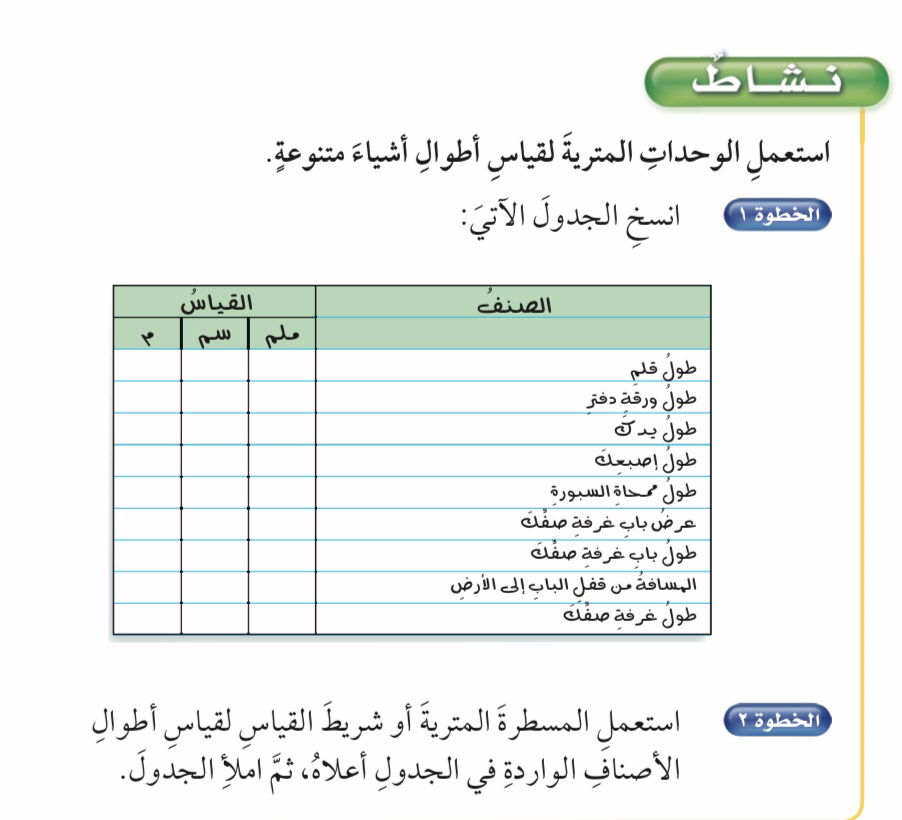 نشاطٌ
استعملِ الوحداتِ المتريةَ لقياسِ أطوالِ أشياءَ متنوعةٍ.
الخطوة ١ انسخِ الجدولَ الآتيَ:
الصنفُ القياسُ
ملم سم م
طولُ قلمٍ
طولُ ورقةِ دفترٍ
طولُ يدِكَ
طولُ إصبعِكَ
طولُ ممحاةِ السبورةِ
عرضُ بابِ غرفةِ صفِّكَ
طولُ بابِ غرفةِ صفِّكَ
المسافةُ من قفلِ البابِ إلى الأرضِ
طولُ غرفةِ صفِّكَ
الخطوة ٢ استعملِ المسطرةَ المتريةَ أو شريطَ القياسِ لقياسِ أطوالِ
الأصنافِ الواردةِ في الجدولِ أعلاهُ، ثمَّ املأِ الجدولَ.